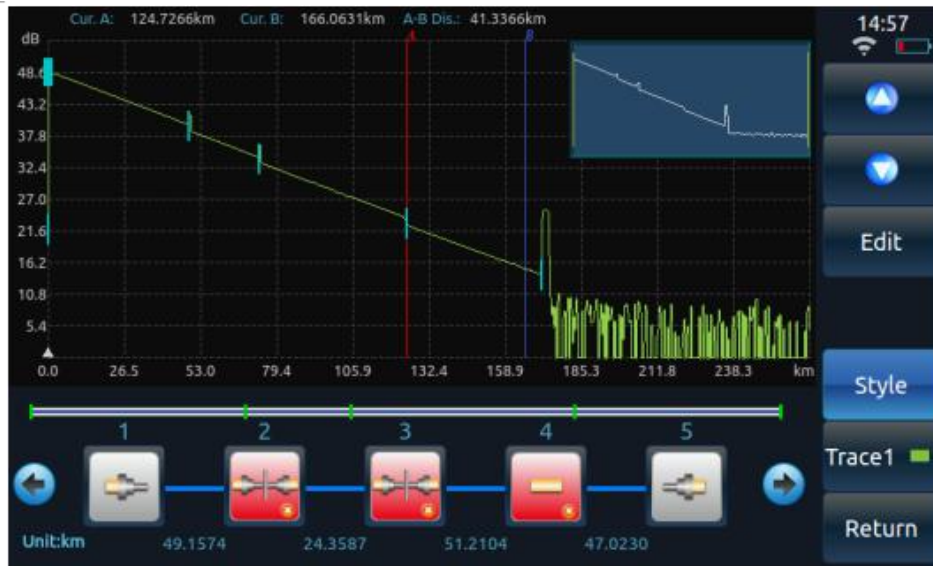 Cur. A: 124.7266km Cur. B: 166.0631km A-B Dis.: 41.3366km
14:57
dB
A
B
48.6
43.2
37.8
32.4
27.0
21.6
16.2
10.8
5.4
0.0 26.5 53.0 79.4 105.9 132.4 158.9 185.3 211.8 238.3 km
Edit
Style
Trace1
Return
1 2 3 4 5
Unit:km 49.1574 24.3587 51.2104 47.0230